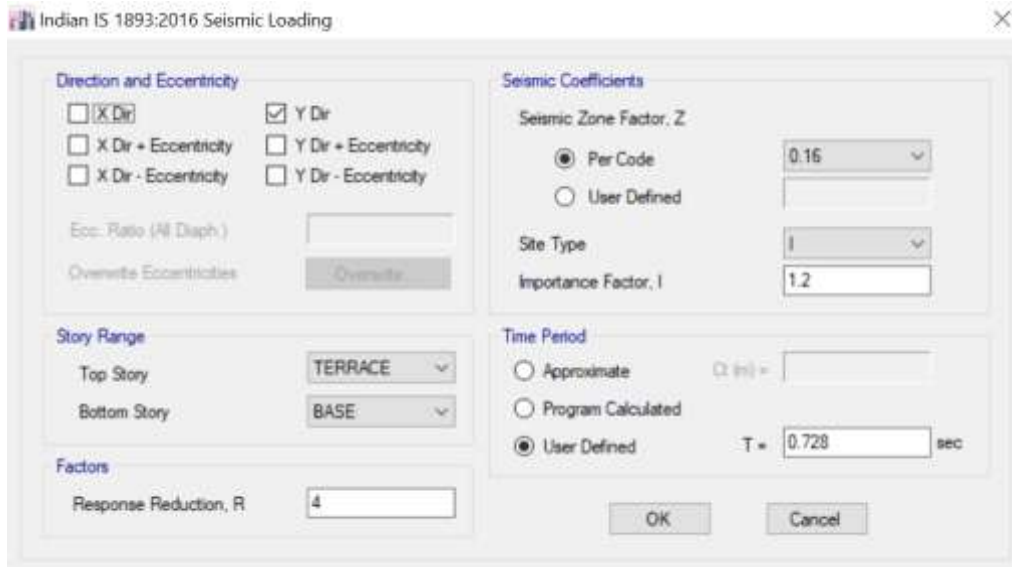 Indian IS 1893:2016 Seismic Loading
Direction and Eccentricity
X Dir
Y Dir
X Dir + Eccentricity
Y Dir + Eccentricity
X Dir - Eccentricity
Y Dir - Eccentricity
Ecc. Ratio (All Diaph.)
Overwrite Eccentricities
Overwrite
Story Range
Top Story
TERRACE
Bottom Story
BASE
Factors
Response Reduction, R
4
Seismic Coefficients
Seismic Zone Factor, Z
Per Code
0.16
User Defined
Site Type
I
Importance Factor, I
1.2
Time Period
Approximate
Ct (m) =
Program Calculated
User Defined
T =
0.728
sec
OK
Cancel